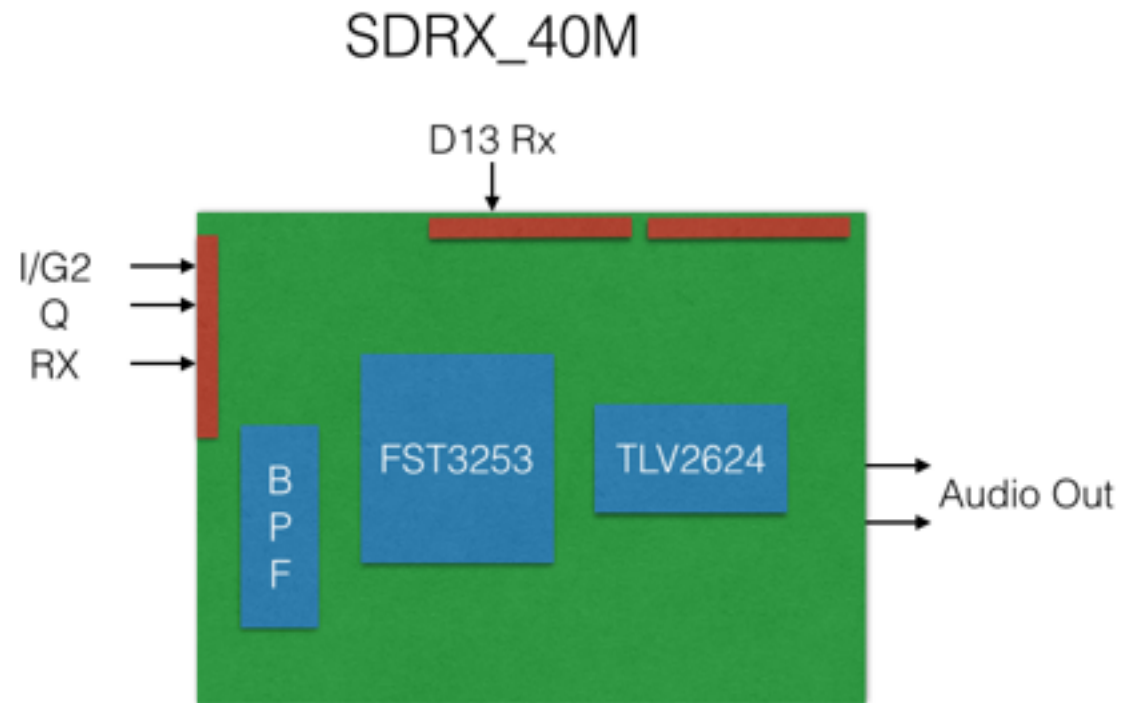 SDRX_40M
D13 Rx
I/G2
Q
RX
FST3253
TLV2624
B
P
F
Audio Out